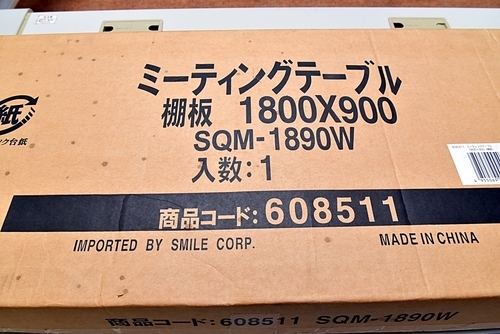 ミーティングテーブル
棚板 1800X900
SQM-1890W
入数：1
紙
商品コード：608511
IMPORTED BY SMILE CORP.
MADE IN CHINA
商品コード：608511 SQM-1890W